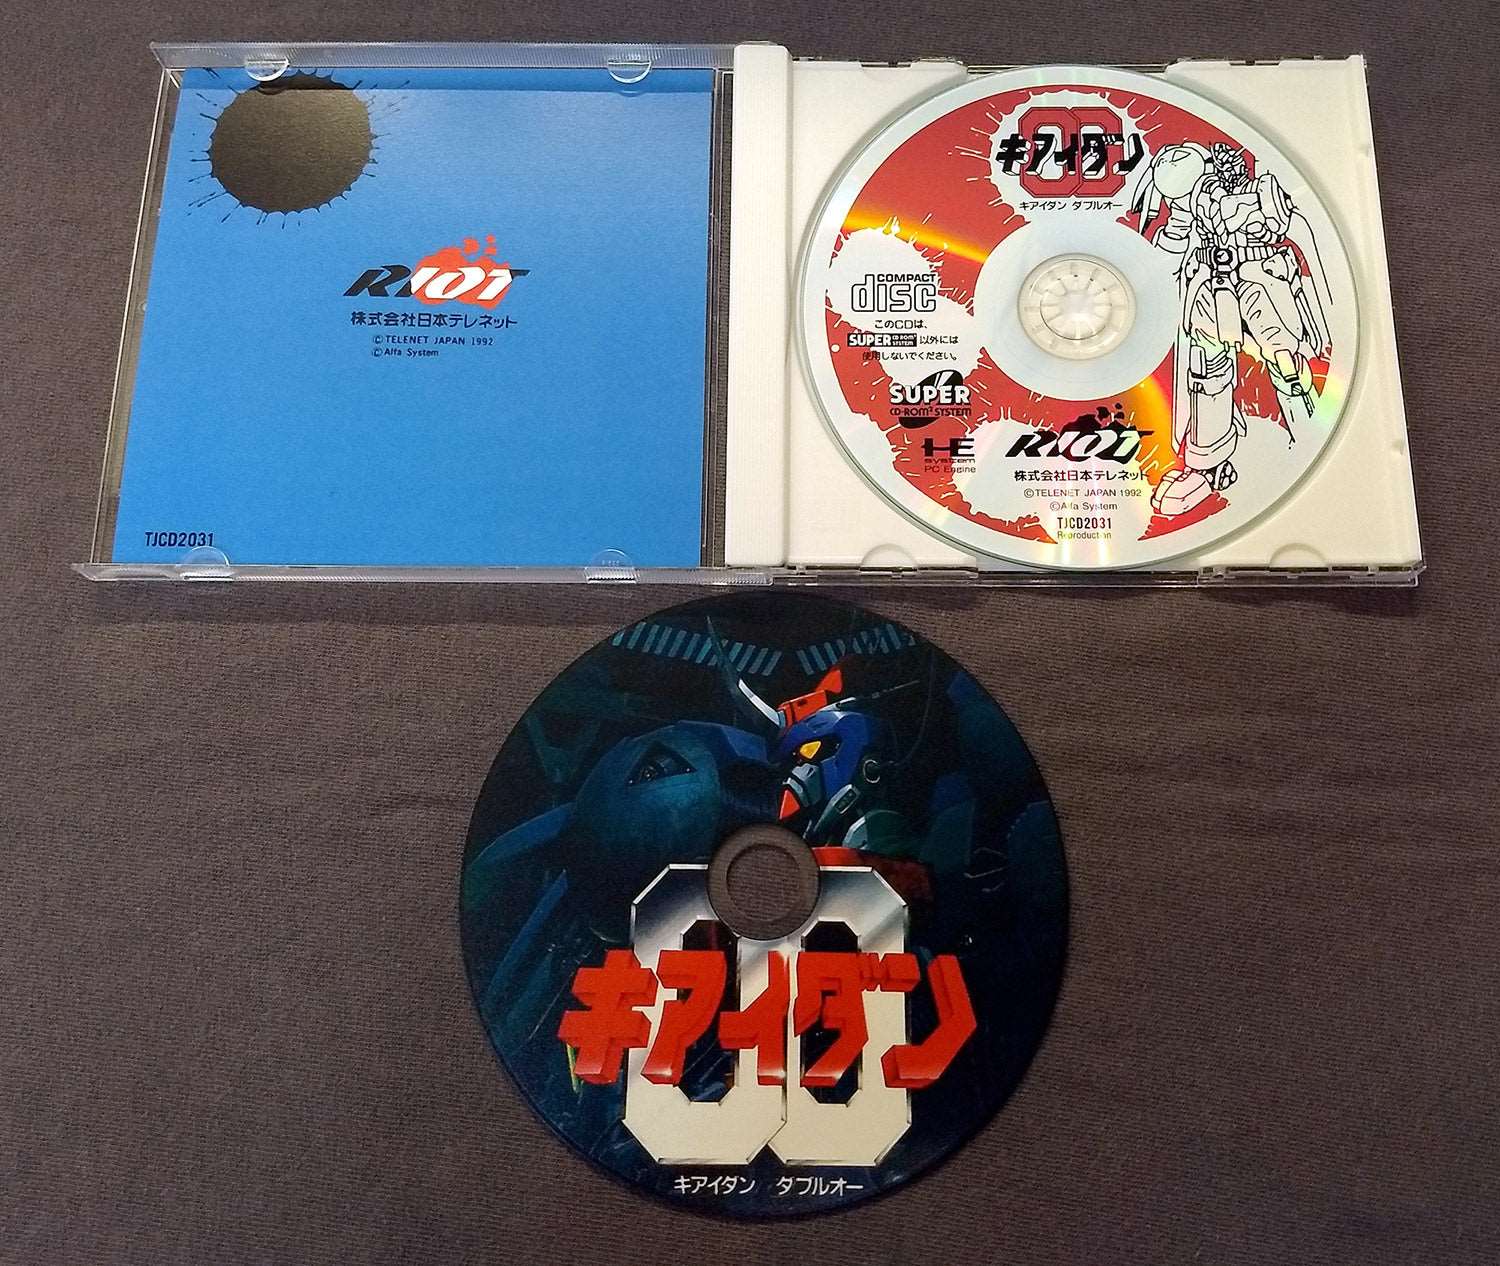 RIOT
株式会社日本テレネット
©TELENET JAPAN 1992
©Alfa System
TJCD2031
00
キアイダン
キアイダン ダブルオー
COMPACT
disc
このCDは、
SUPER CD-ROM² SYSTEM 以外には
使用しないでください。
SUPER
CD-ROM² SYSTEM
HE
system
PC Engine
RIOT
株式会社日本テレネット
©TELENET JAPAN 1992
©Alfa System
TJCD2031
Reproduction
00
キアイダン
キアイダン ダブルオー